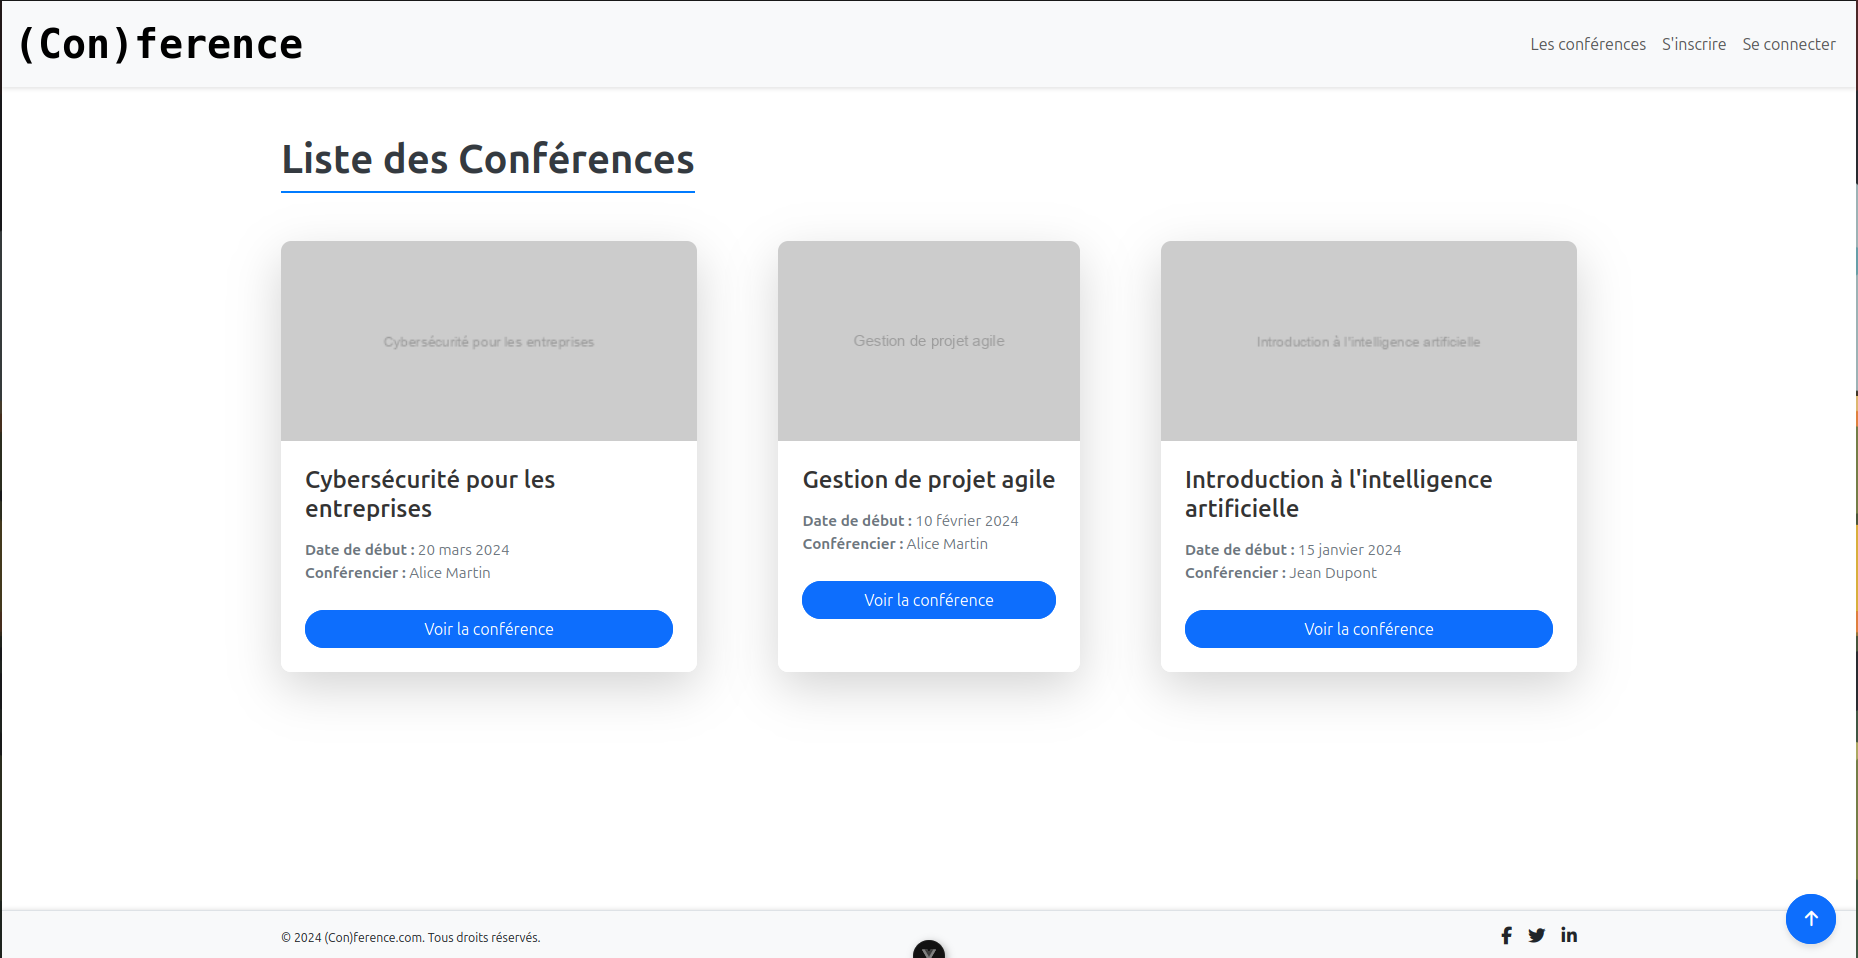 (Con)ference
Les conférences S'inscrire Se connecter
Liste des Conférences
Cybersécurité pour les entreprises
Cybersécurité pour les
entreprises
Date de début : 20 mars 2024
Conférencier : Alice Martin
Voir la conférence
Gestion de projet agile
Gestion de projet agile
Date de début : 10 février 2024
Conférencier : Alice Martin
Voir la conférence
Introduction à l'intelligence artificielle
Introduction à l'intelligence
artificielle
Date de début : 15 janvier 2024
Conférencier : Jean Dupont
Voir la conférence
© 2024 (Con)ference.com. Tous droits réservés.